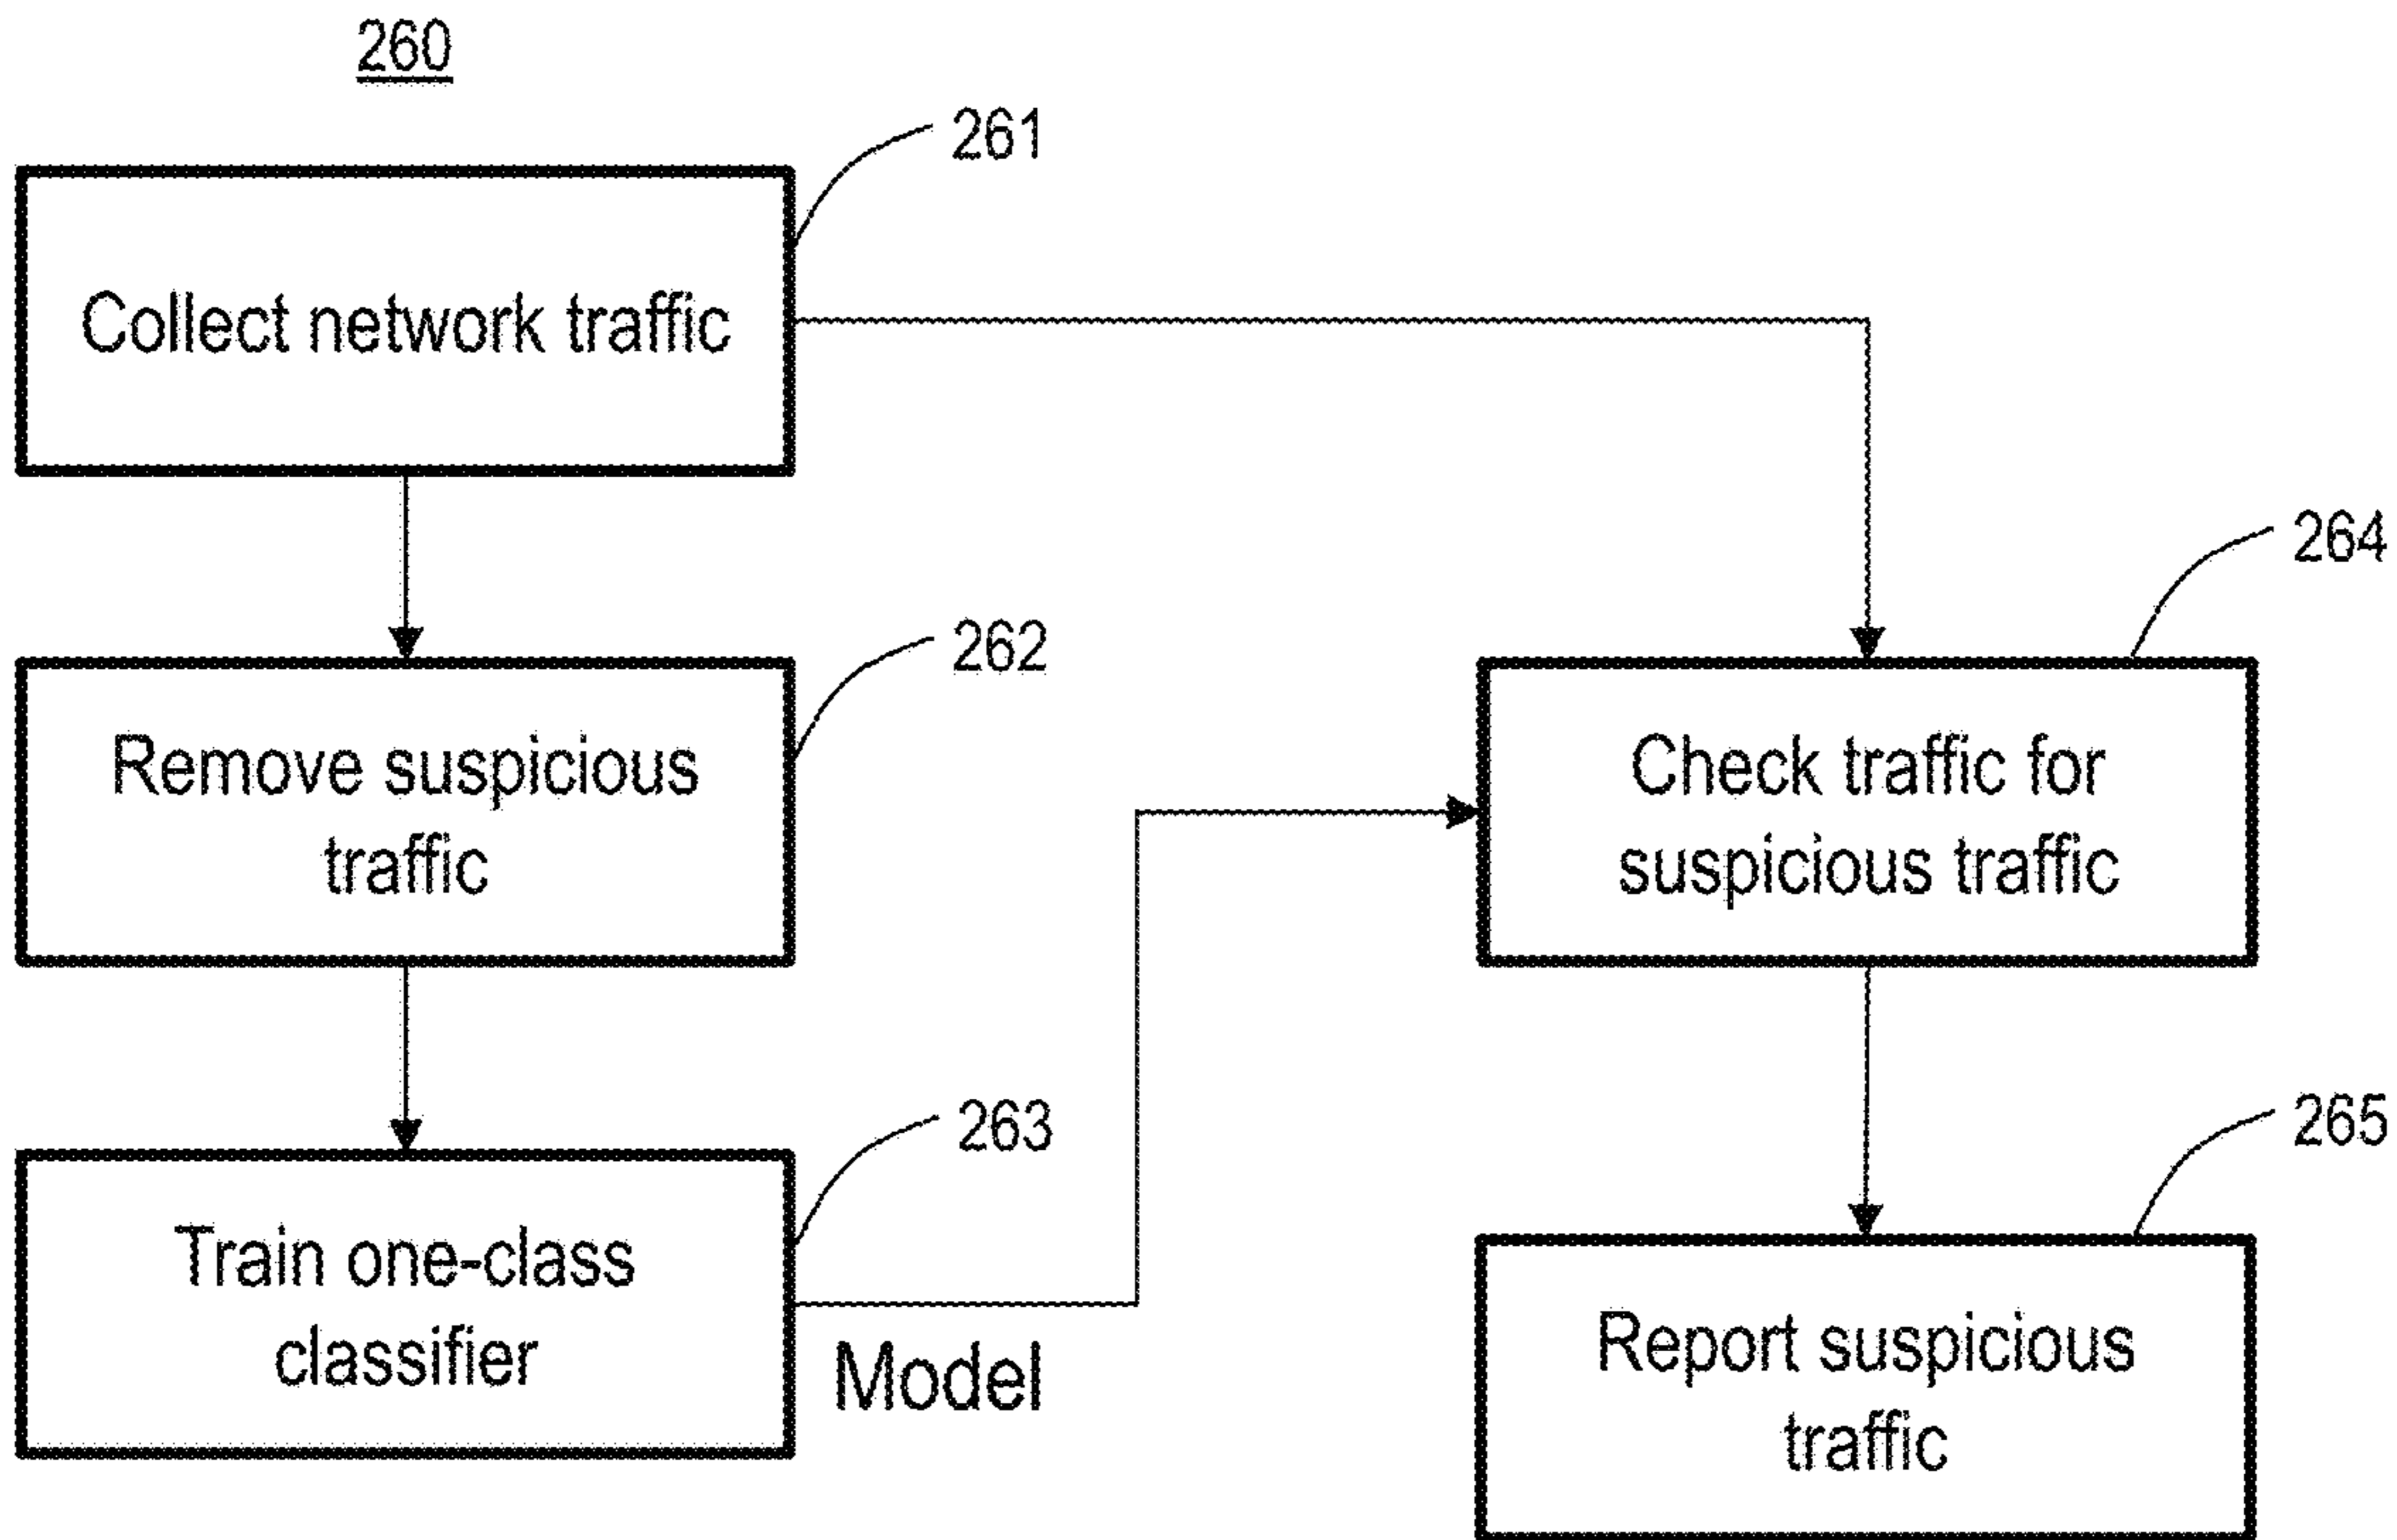 260
261
Collect network traffic
262
Remove suspicious
traffic
263
Train one-class
classifier
Model
264
Check traffic for
suspicious traffic
265
Report suspicious
traffic